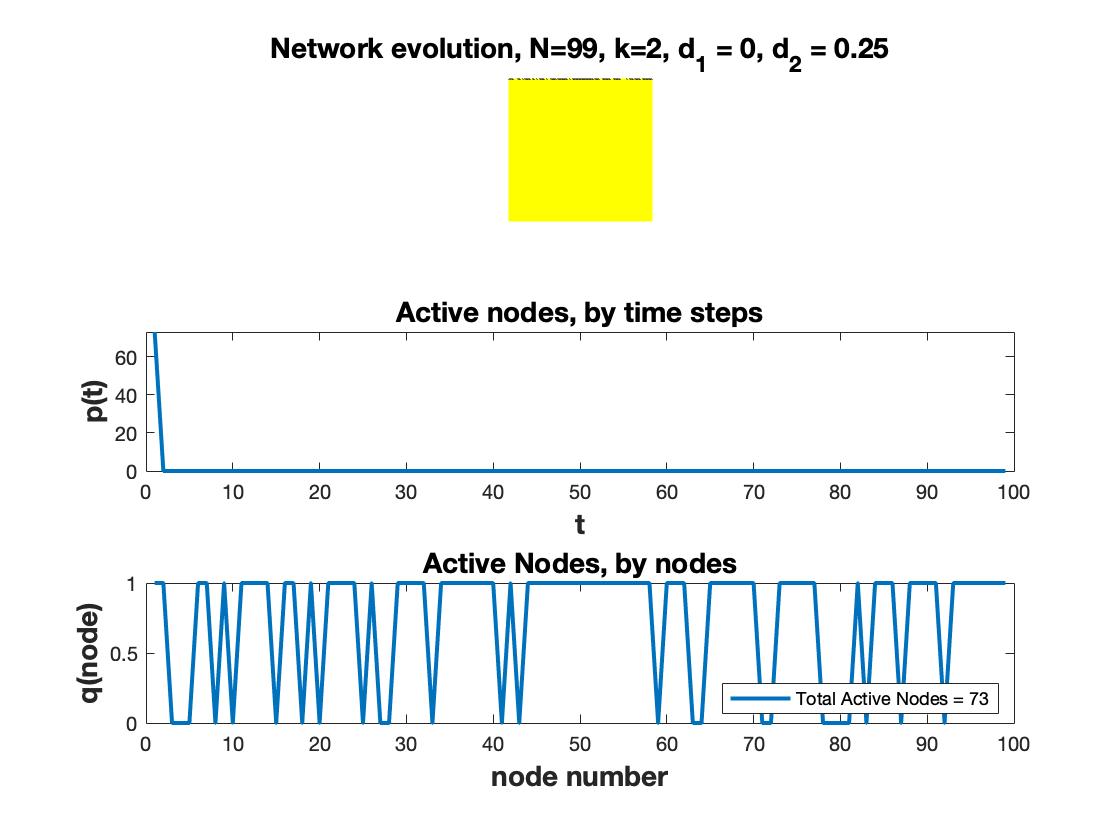 Network evolution, N=99, k=2, d1 = 0, d2 = 0.25
Active nodes, by time steps
p(t)
60
40
20
0
0 10 20 30 40 50 60 70 80 90 100
t
Active Nodes, by nodes
q(node)
1
0.5
0
Total Active Nodes = 73
0 10 20 30 40 50 60 70 80 90 100
node number